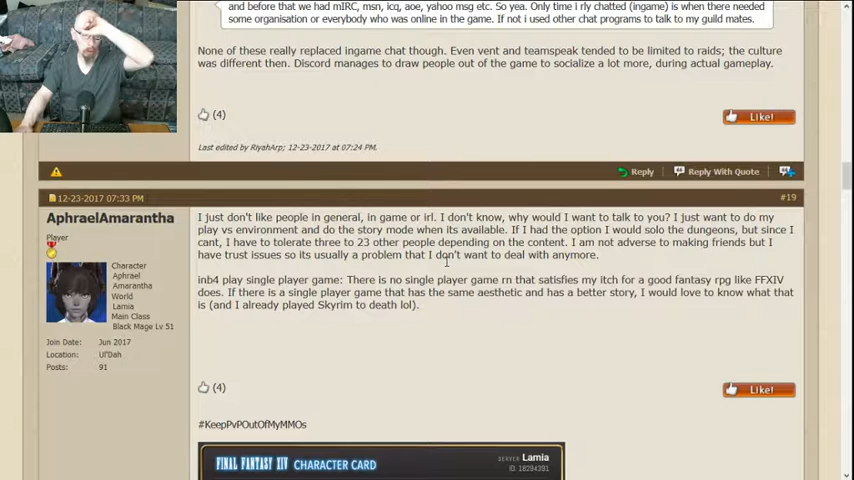 and before that we had mIRC, msn, icq, aoe, yahoo msg etc. So yea. Only time i rly chatted (ingame) is when there needed
some organisation or everybody who was online in the game. If not i used other chat programs to talk to my guild mates.
None of these really replaced ingame chat though. Even vent and teamspeak tended to be limited to raids; the culture
was different then. Discord manages to draw people out of the game to socialize a lot more, during actual gameplay.
(4)
Like!
Last edited by RiyahArp; 12-23-2017 at 07:24 PM.
Reply
Reply With Quote
12-23-2017 07:33 PM
#19
AphraelAmarantha
Player
Character
Aphrael
Amarantha
World
Lamia
Main Class
Black Mage Lv 51
Join Date: Jun 2017
Location: Ul'Dah
Posts: 91
I just don't like people in general, in game or irl. I don't know, why would I want to talk to you? I just want to do my
play vs environment and do the story mode when its available. If I had the option I would solo the dungeons, but since I
cant, I have to tolerate three to 23 other people depending on the content. I am not adverse to making friends but I
have trust issues so its usually a problem that I don't want to deal with anymore.
inb4 play single player game: There is no single player game rn that satisfies my itch for a good fantasy rpg like FFXIV
does. If there is a single player game that has the same aesthetic and has a better story, I would love to know what that
is (and I already played Skyrim to death lol).
(4)
Like!
#KeepPvPOutOfMyMMOs
FINAL FANTASY XIV CHARACTER CARD
SERVER Lamia
ID 18284391